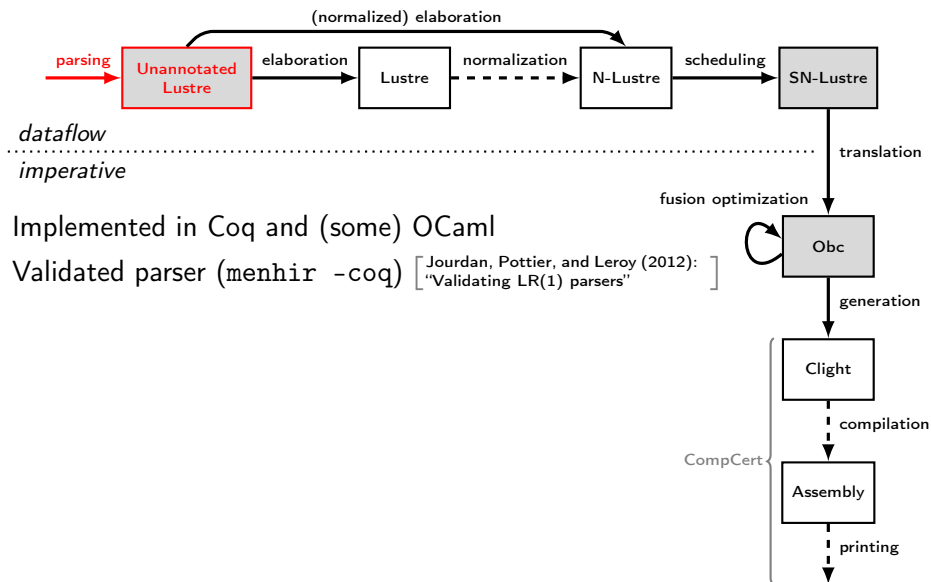 (normalized) elaboration
parsing
Unannotated
Lustre
elaboration
Lustre
normalization
N-Lustre
scheduling
SN-Lustre
dataflow
imperative
translation
fusion optimization
Obc
Implemented in Coq and (some) OCaml
Validated parser (menhir -coq) [Jourdan, Pottier, and Leroy (2012):
“Validating LR(1) parsers”]
generation
Clight
compilation
CompCert
Assembly
printing